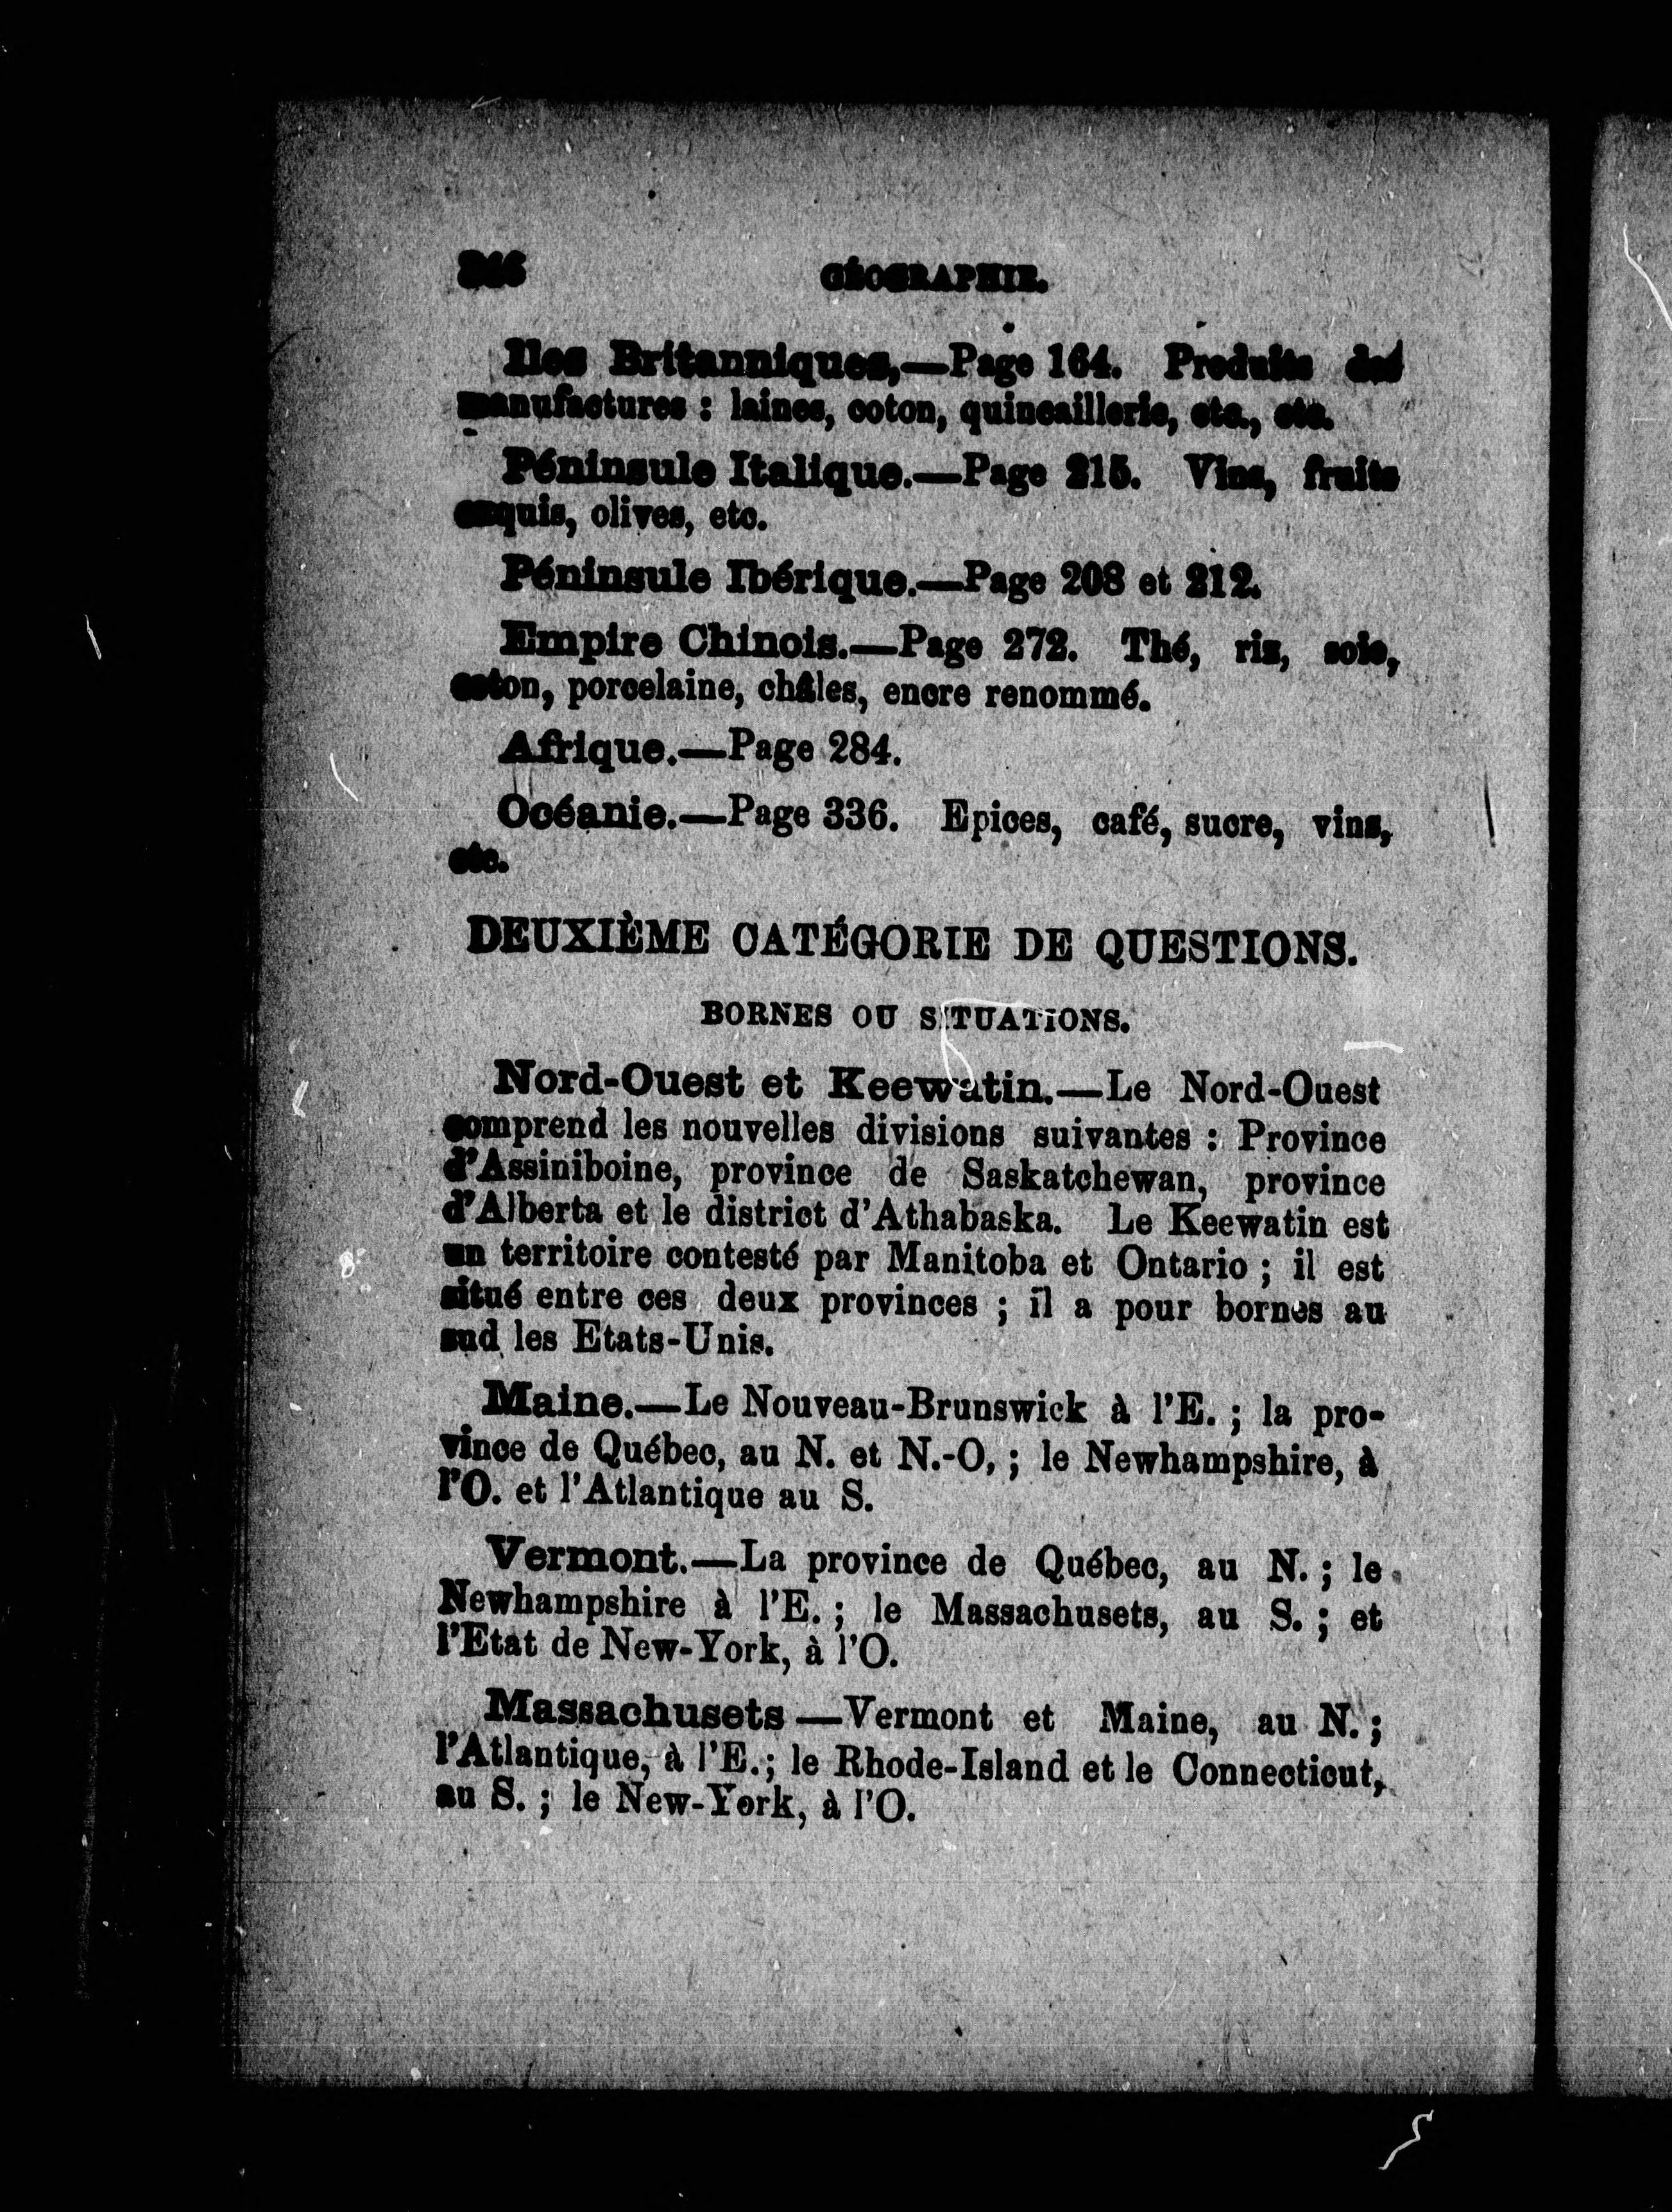 GÉOGRAPHIE.
Iles Britanniques,—Page 164. Produits des
manufactures : laines, coton, quincaillerie, etc., etc.
Péninsule Italique.—Page 215. Vins, fruits
exquis, olives, etc.
Péninsule Ibérique.—Page 208 et 212.
Empire Chinois.—Page 272. Thé, riz, soie,
coton, porcelaine, châles, encre renommé.
Afrique.—Page 284.
Océanie.—Page 336. Epices, café, sucre, vins,
etc.
DEUXIÈME CATÉGORIE DE QUESTIONS.
BORNES OU SITUATIONS.
Nord-Ouest et Keewatin.—Le Nord-Ouest
comprend les nouvelles divisions suivantes : Province
d'Assiniboine, province de Saskatchewan, province
d'Alberta et le district d'Athabaska. Le Keewatin est
un territoire contesté par Manitoba et Ontario ; il est
situé entre ces deux provinces ; il a pour bornes au
sud les Etats-Unis.
Maine.—Le Nouveau-Brunswick à l'E. ; la pro-
vince de Québec, au N. et N.-O, ; le Newhampshire, à
l'O. et l'Atlantique au S.
Vermont.—La province de Québec, au N. ; le
Newhampshire à l'E. ; le Massachusets, au S. ; et
l'Etat de New-York, à l'O.
Massachusets —Vermont et Maine, au N. ;
l'Atlantique, à l'E. ; le Rhode-Island et le Connecticut,
au S. ; le New-York, à l'O.